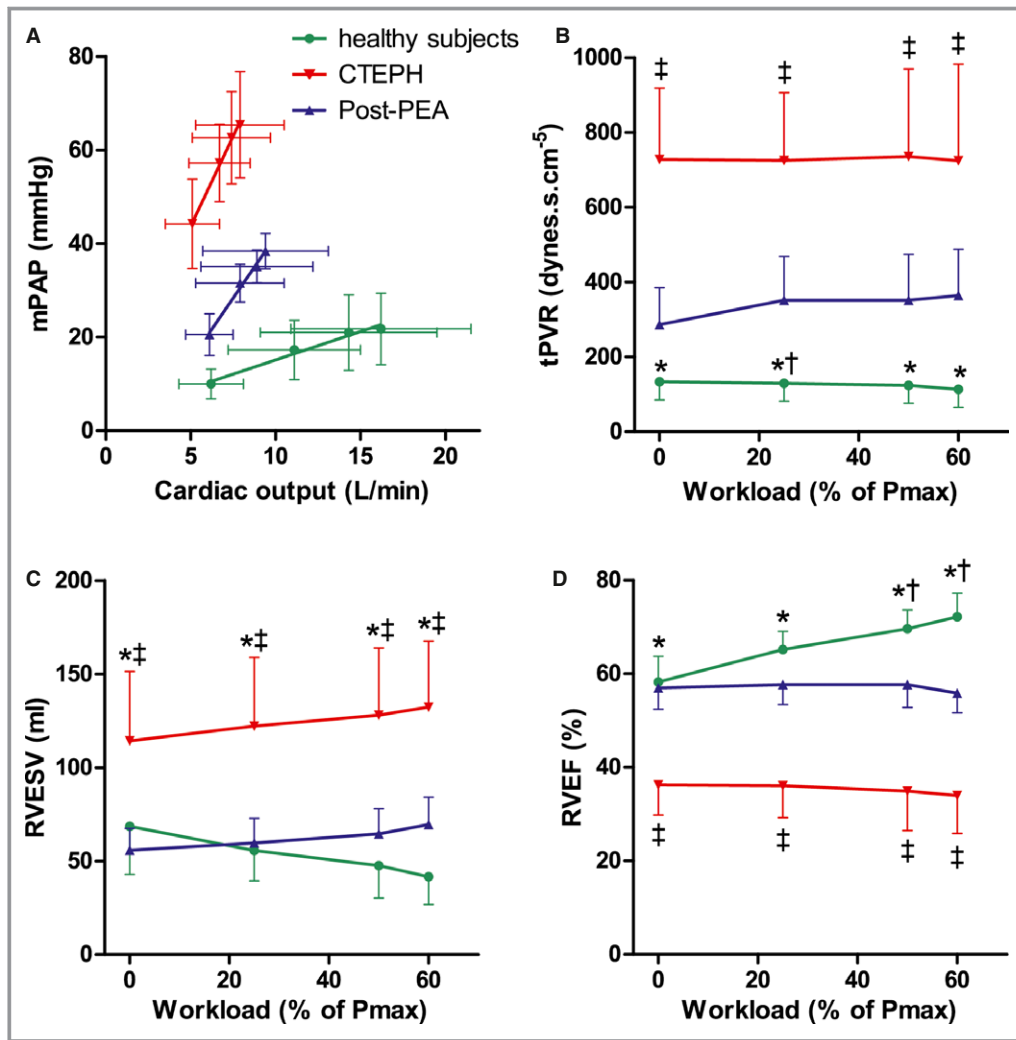 A
healthy subjects
CTEPH
Post-PEA
80
60
40
20
0
mPAP (mmHg)
0 5 10 15 20
Cardiac output (L/min)
B
1000
800
600
400
200
0
tPVR (dynes.s.cm⁻⁵)
‡ ‡ ‡ ‡
* *† * *
0 20 40 60
Workload (% of Pmax)
C
200
150
100
50
0
RVESV (ml)
*‡ *‡ *‡ *‡
0 20 40 60
Workload (% of Pmax)
D
80
60
40
20
0
RVEF (%)
* * *† *†
‡ ‡ ‡ ‡
0 20 40 60
Workload (% of Pmax)